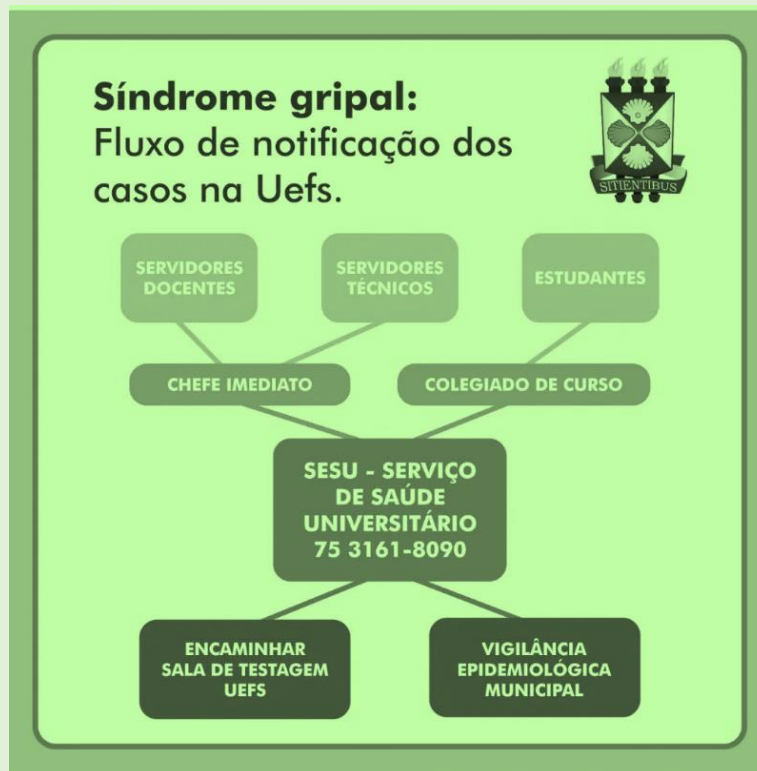 Síndrome gripal:
Fluxo de notificação dos
casos na Uefs.
SITIENTIBUS
SERVIDORES
DOCENTES
SERVIDORES
TÉCNICOS
ESTUDANTES
CHEFE IMEDIATO
COLEGIADO DE CURSO
SESU - SERVIÇO
DE SAÚDE
UNIVERSITÁRIO
75 3161-8090
ENCAMINHAR
SALA DE TESTAGEM
UEFS
VIGILÂNCIA
EPIDEMIOLÓGICA
MUNICIPAL